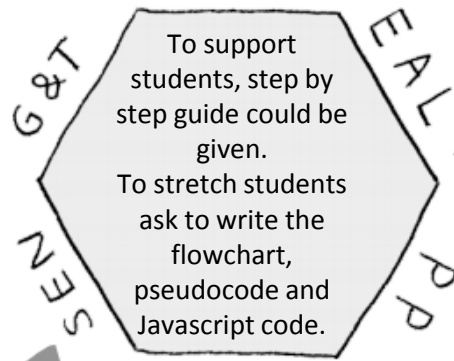 G&T
EAL
To support
students, step by
step guide could be
given.
To stretch students
ask to write the
flowchart,
pseudocode and
Javascript code.
SEN
PP